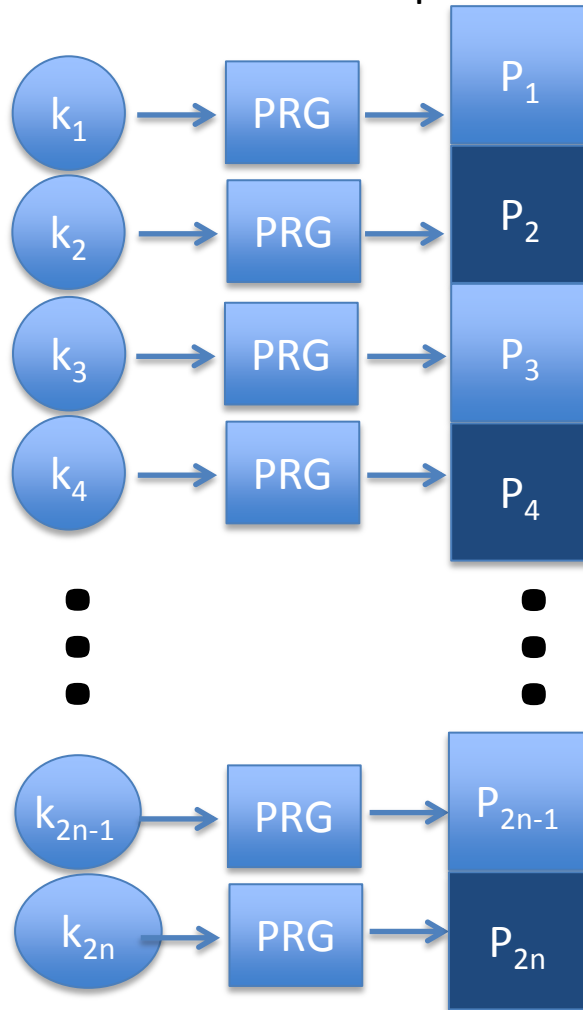 k₁ PRG P₁
k₂ PRG P₂
k₃ PRG P₃
k₄ PRG P₄
k₂ₙ₋₁ PRG P₂ₙ₋₁
k₂ₙ PRG P₂ₙ